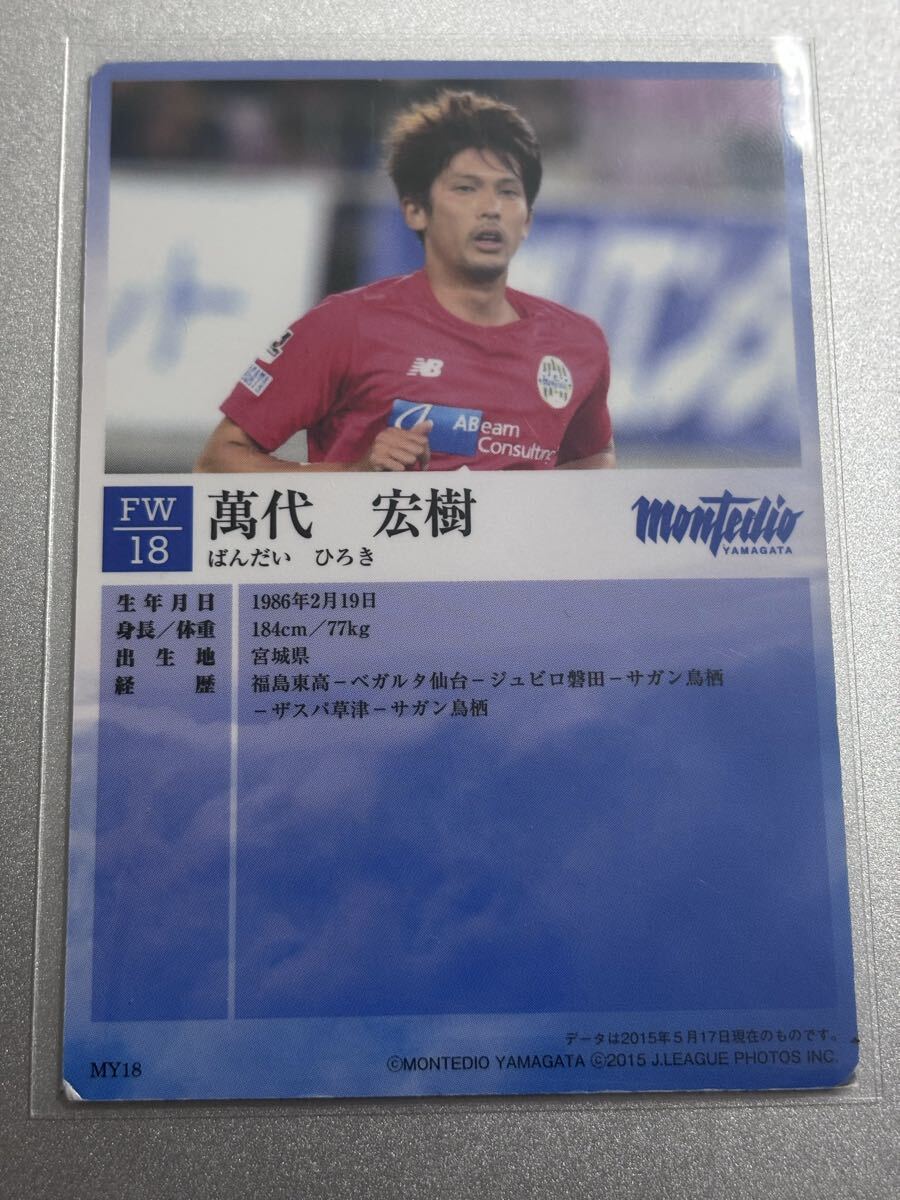 NB
ABeam
Consulting
FW
18
萬代 宏樹
ばんだい ひろき
montedio
YAMAGATA
生年月日 1986年2月19日
身長／体重 184cm／77kg
出生地 宮城県
経歴 福島東高－ベガルタ仙台－ジュビロ磐田－サガン鳥栖
－ザスパ草津－サガン鳥栖
データは2015年5月17日現在のものです。
MY18
©MONTEDIO YAMAGATA ©2015 J.LEAGUE PHOTOS INC.